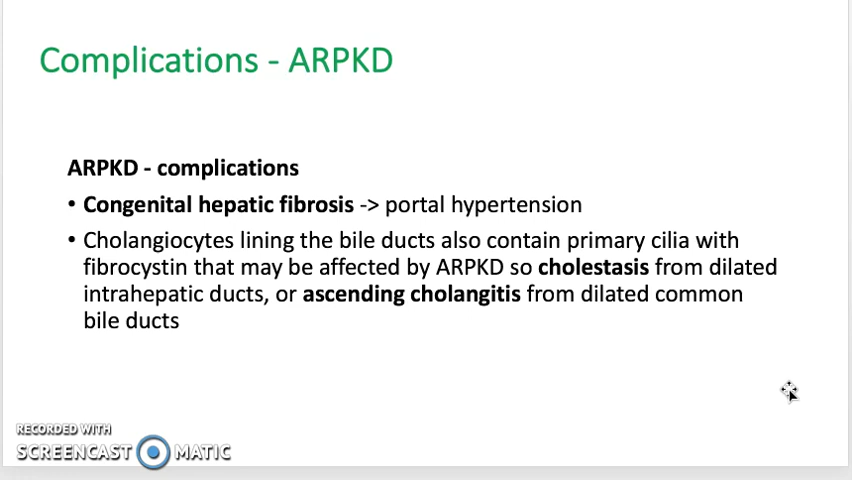 Complications - ARPKD
ARPKD - complications
• Congenital hepatic fibrosis -> portal hypertension
• Cholangiocytes lining the bile ducts also contain primary cilia with
fibrocystin that may be affected by ARPKD so cholestasis from dilated
intrahepatic ducts, or ascending cholangitis from dilated common
bile ducts
RECORDED WITH
SCREENCAST MATIC